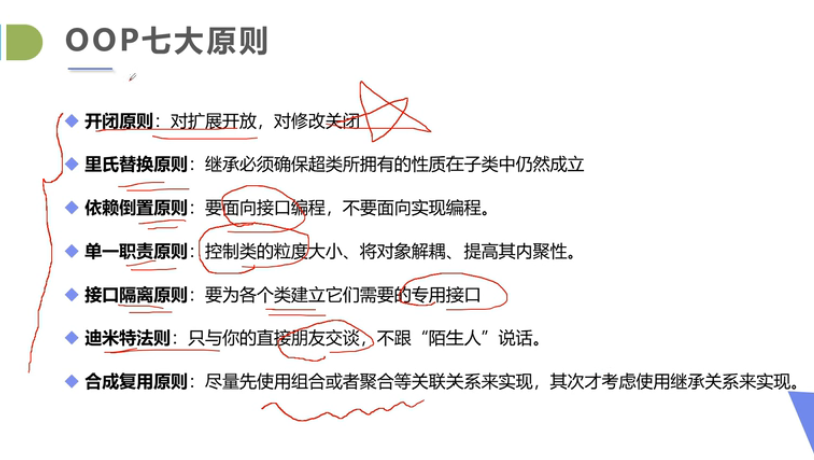 OOP七大原则
开闭原则：对扩展开放，对修改关闭
里氏替换原则：继承必须确保超类所拥有的性质在子类中仍然成立
依赖倒置原则：要面向接口编程，不要面向实现编程。
单一职责原则：控制类的粒度大小、将对象解耦、提高其内聚性。
接口隔离原则：要为各个类建立它们需要的专用接口
迪米特法则：只与你的直接朋友交谈，不跟“陌生人”说话。
合成复用原则：尽量先使用组合或者聚合等关联关系来实现，其次才考虑使用继承关系来实现。